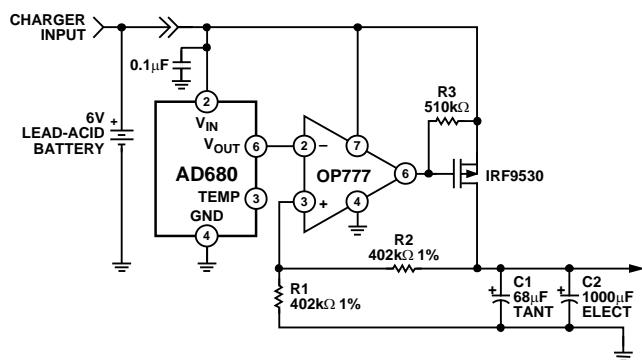 CHARGER
INPUT
0.1μF
R3
510kΩ
6V
LEAD-ACID
BATTERY
+
2
VIN
VOUT
6
2
–
7
AD680
OP777
6
IRF9530
TEMP
3
3
+
4
GND
4
R2
402kΩ 1%
R1
402kΩ 1%
+
C1
68μF
TANT
+
C2
1000μF
ELECT